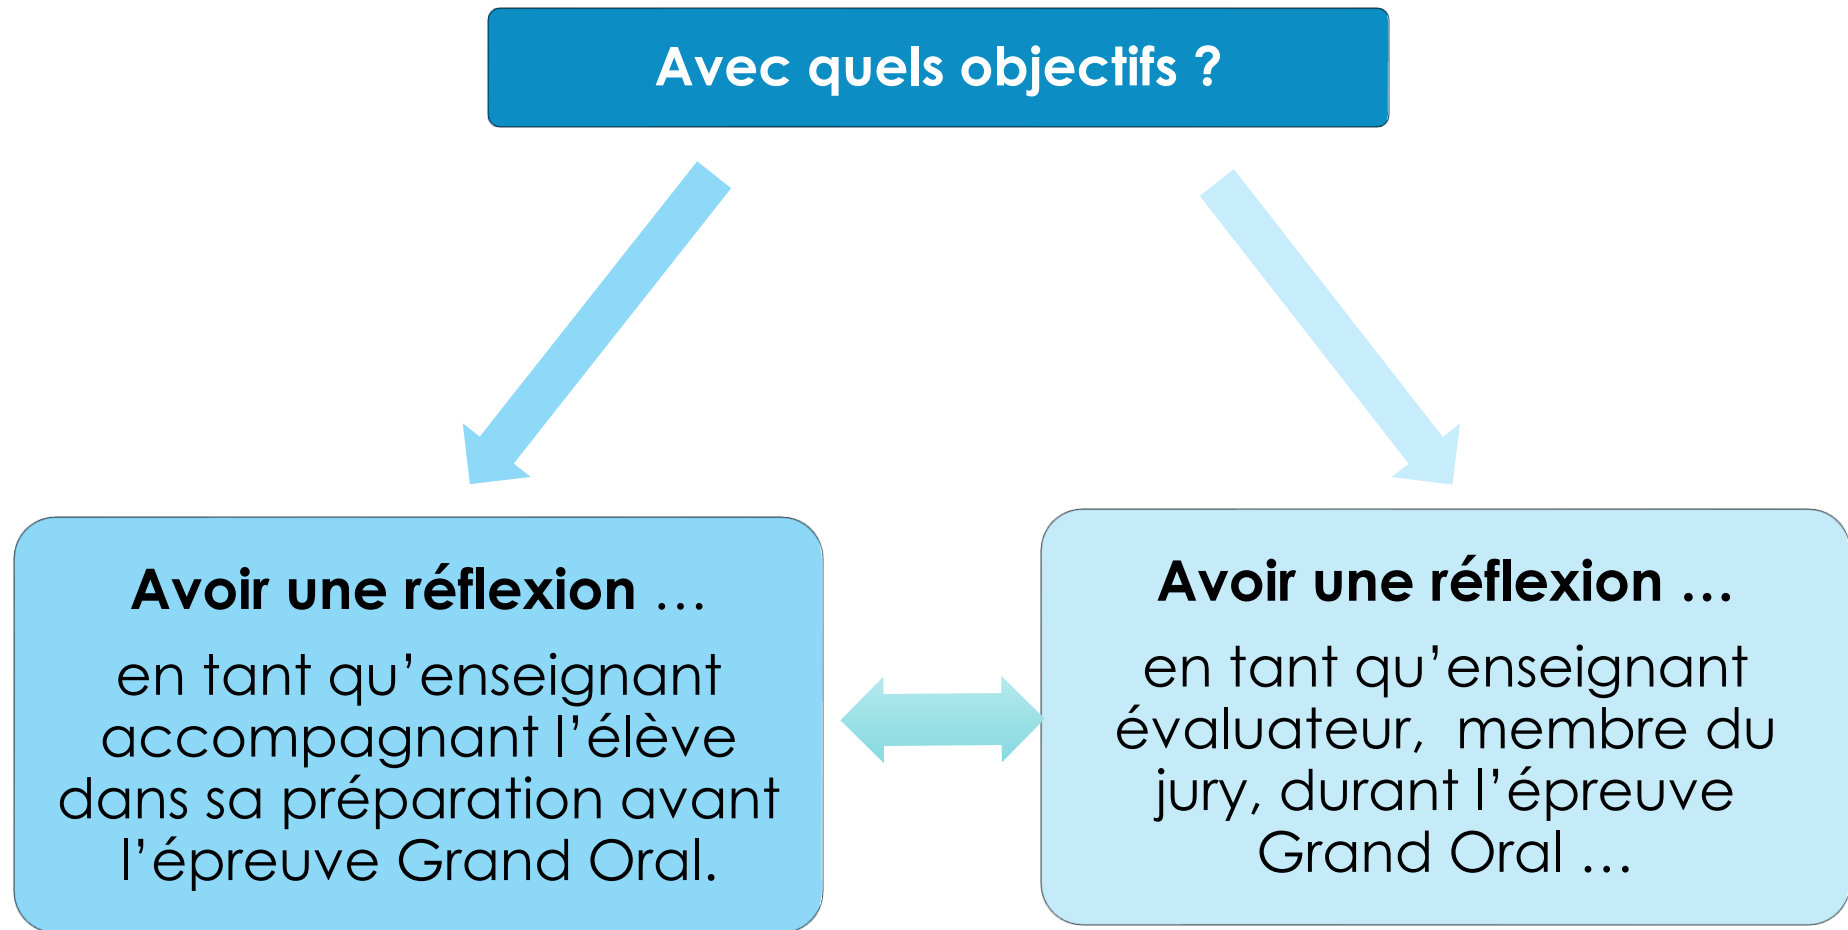 Avec quels objectifs ?
Avoir une réflexion …
en tant qu’enseignant
accompagnant l’élève
dans sa préparation avant
l’épreuve Grand Oral.
Avoir une réflexion …
en tant qu’enseignant
évaluateur,  membre du
jury, durant l’épreuve
Grand Oral …